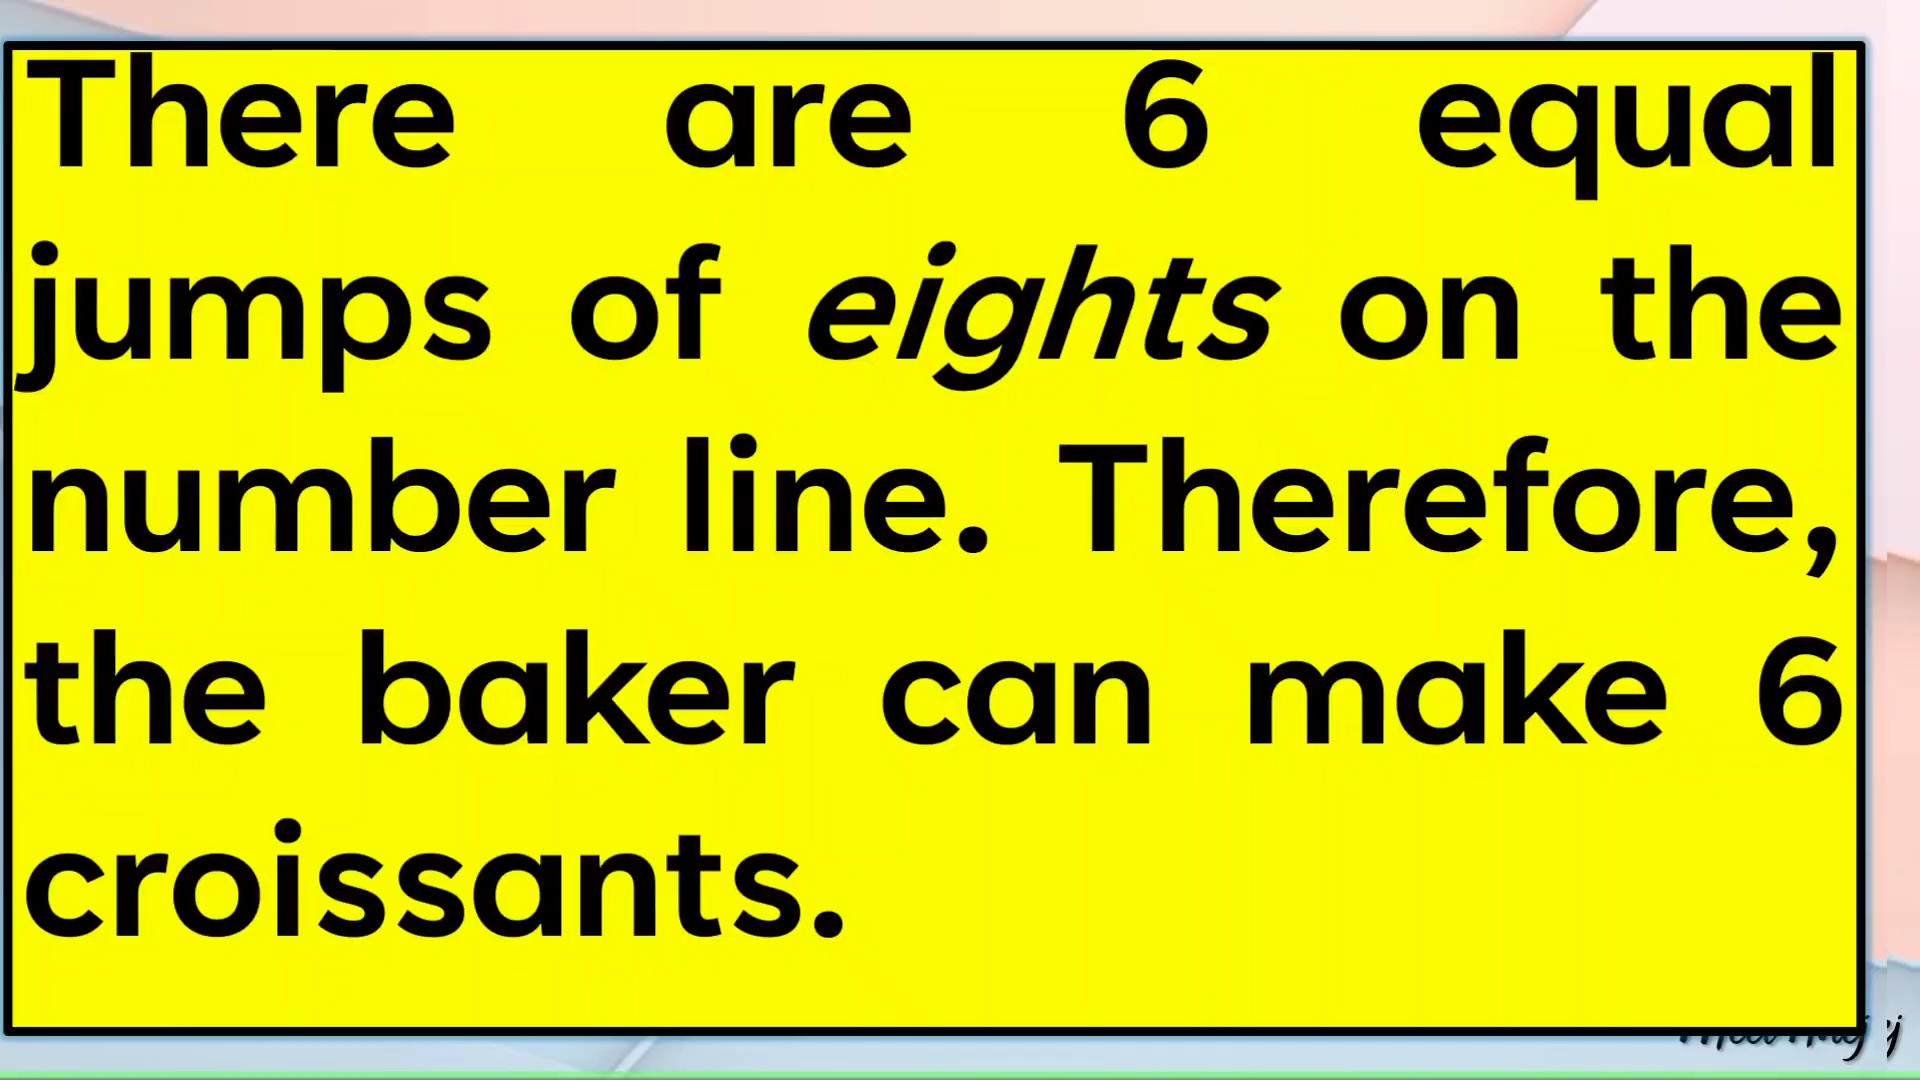 There are 6 equal
jumps of eights on the
number line. Therefore,
the baker can make 6
croissants.